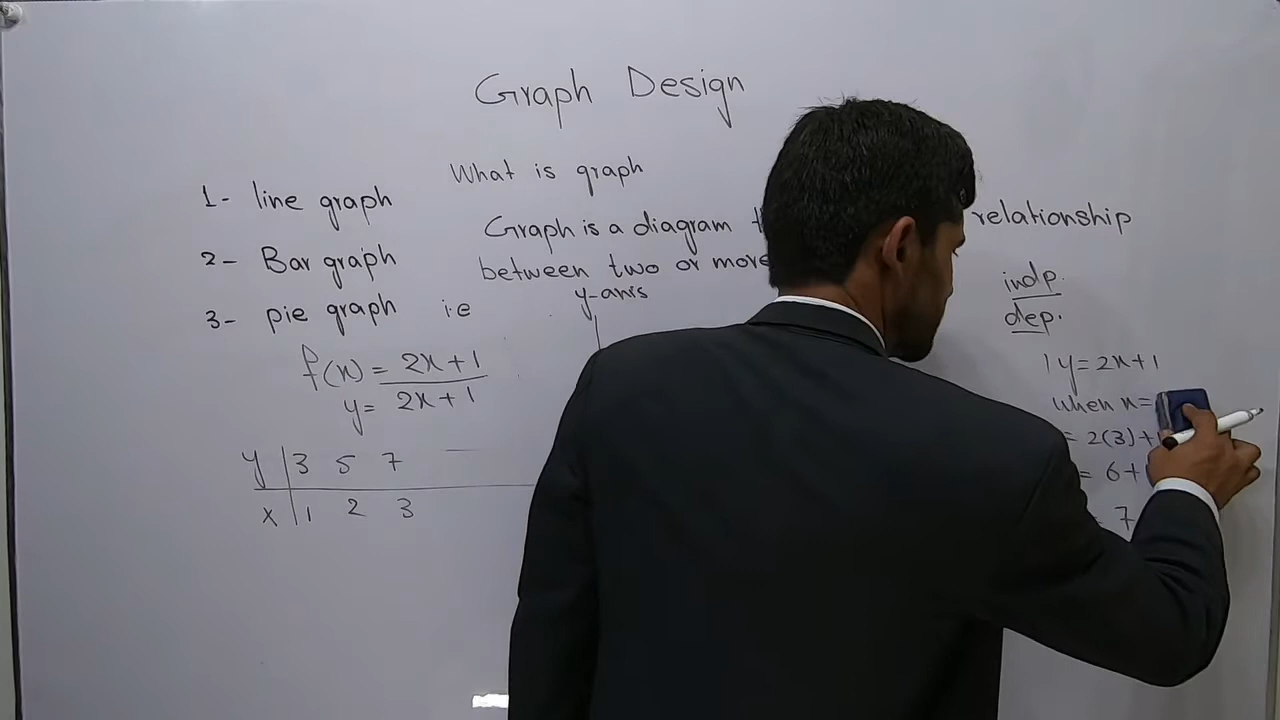 Graph Design
What is graph
1- line graph
Graph is a diagram
relationship
2- Bar graph
between two or more
y-axis
indp.
3- pie graph i.e
dep.
f(x) = 2x+1
y = 2x+1
y = 2x+1
when x=
= 2(3)+
= 6+
7
y 3 5 7
x 1 2 3